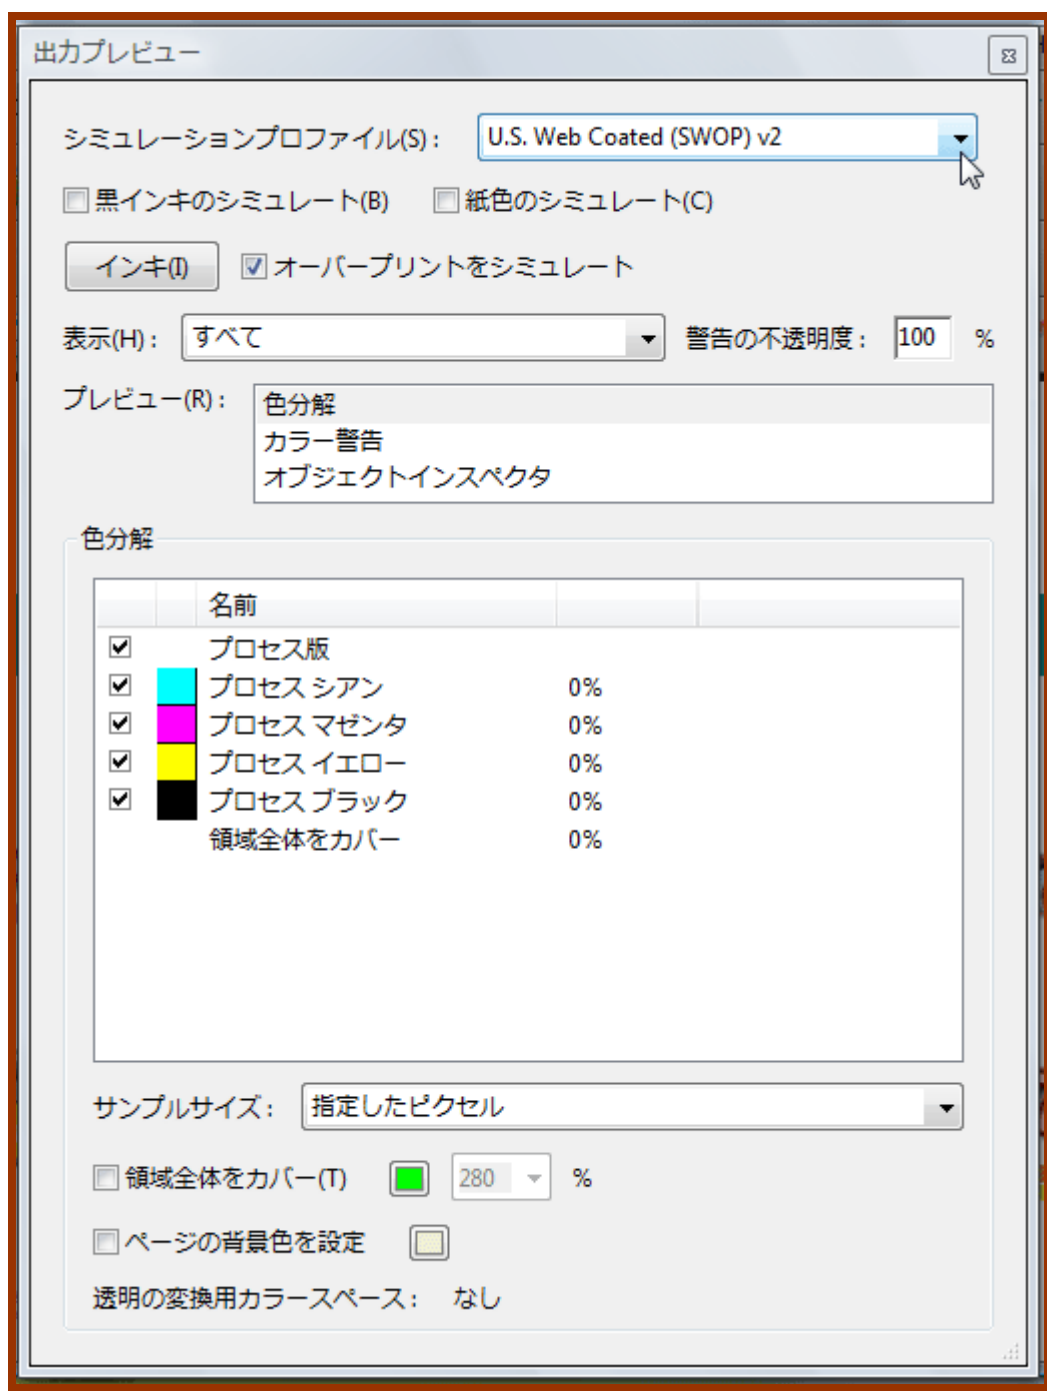 出力プレビュー
シミュレーションプロファイル(S)： U.S. Web Coated (SWOP) v2
黒インキのシミュレート(B) 紙色のシミュレート(C)
インキ(I) オーバープリントをシミュレート
表示(H)： すべて 警告の不透明度： 100 %
プレビュー(R)： 色分解
カラー警告
オブジェクトインスペクタ
色分解
名前
プロセス版
プロセス シアン 0%
プロセス マゼンタ 0%
プロセス イエロー 0%
プロセス ブラック 0%
領域全体をカバー 0%
サンプルサイズ： 指定したピクセル
領域全体をカバー(T) 280 %
ページの背景色を設定
透明の変換用カラースペース： なし